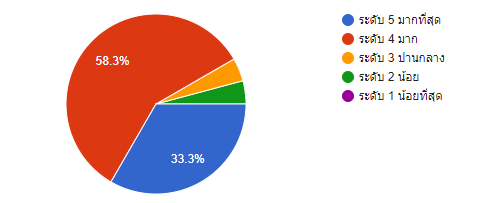 58.3%
33.3%
ระดับ 5 มากที่สุด
ระดับ 4 มาก
ระดับ 3 ปานกลาง
ระดับ 2 น้อย
ระดับ 1 น้อยที่สุด